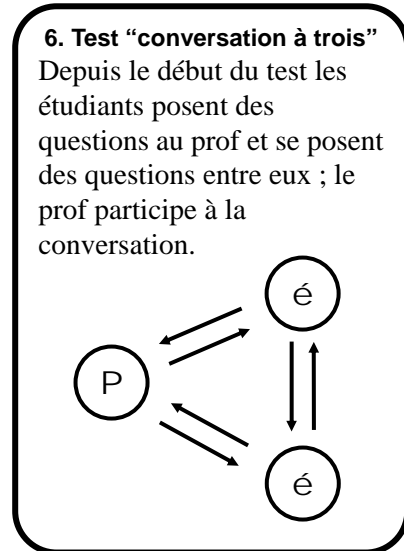 6. Test “conversation à trois”
Depuis le début du test les
étudiants posent des
questions au prof et se posent
des questions entre eux ; le
prof participe à la
conversation.
é
P
é